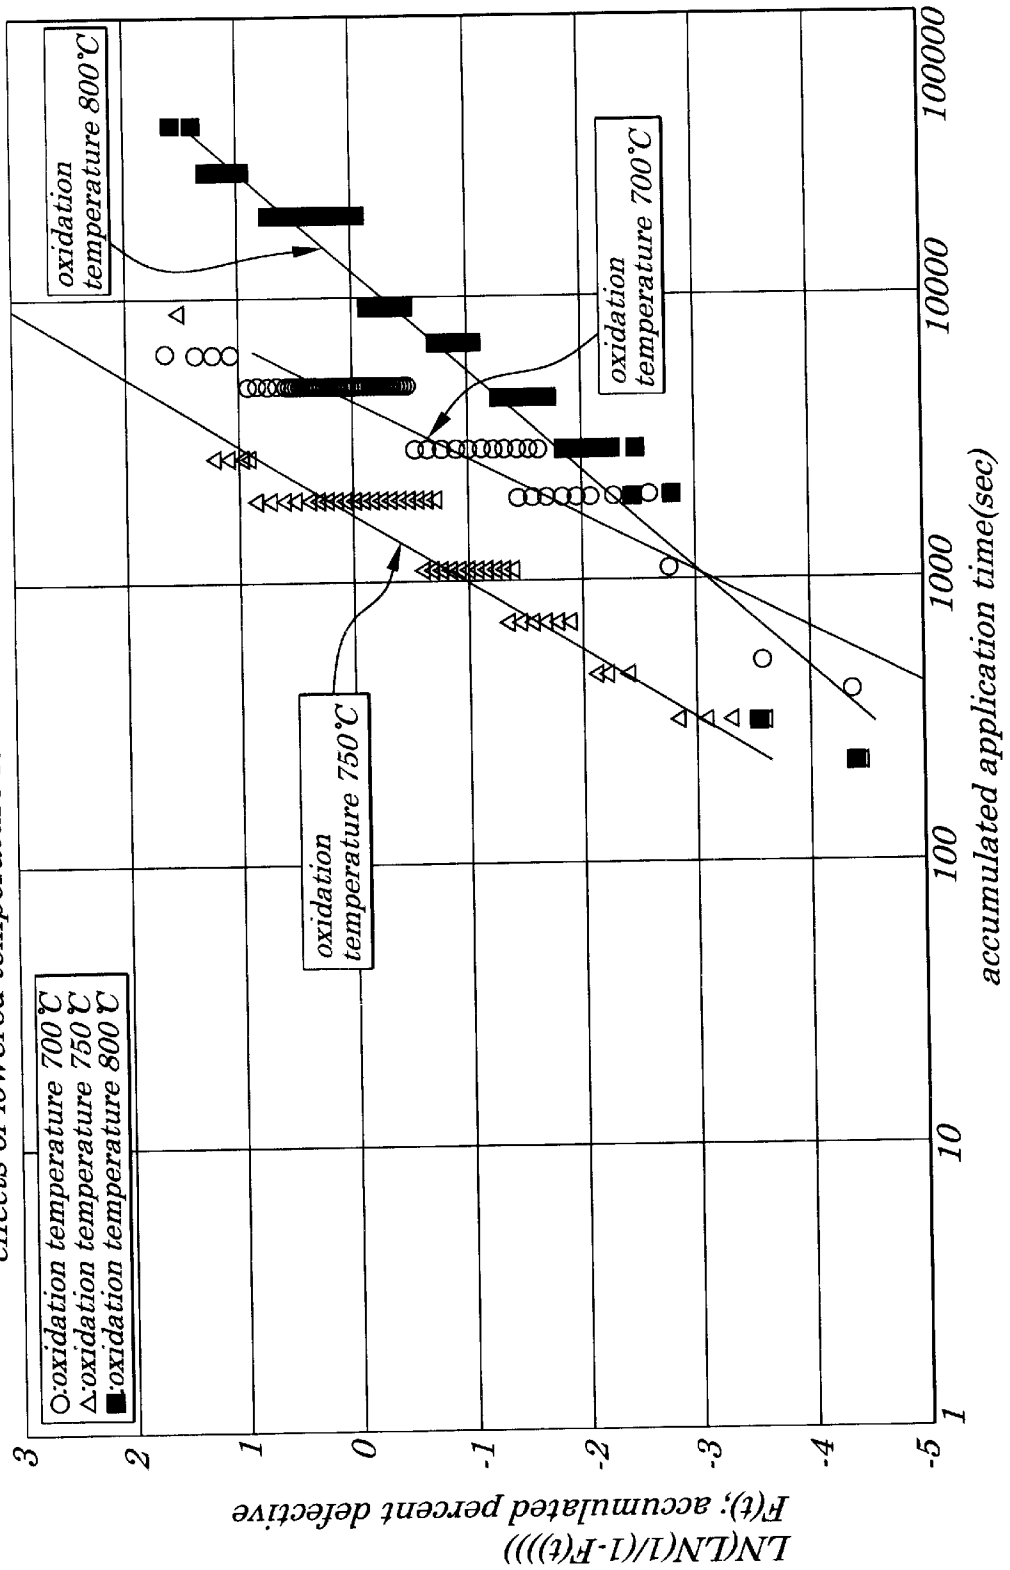 effects of lowered temperature
○:oxidation temperature 700℃
△:oxidation temperature 750℃
■:oxidation temperature 800℃
oxidation
temperature 800℃
oxidation
temperature 700℃
oxidation
temperature 750℃
3
2
1
0
-1
-2
-3
-4
-5
1
10
100
1000
10000
100000
accumulated application time(sec)
LN(LN(1/(1-F(t))))
F(t); accumulated percent defective